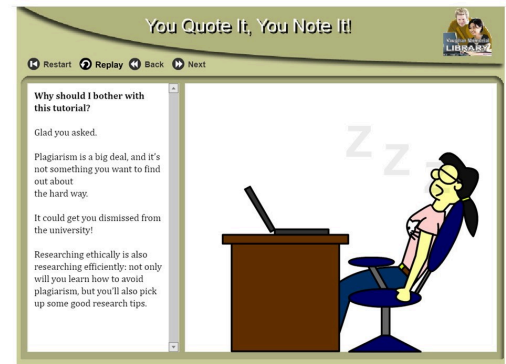 You Quote It, You Note It!
Vaughan Memorial
LIBRARY
Restart Replay Back Next
Why should I bother with
this tutorial?
Glad you asked.
Plagiarism is a big deal, and it's
not something you want to find
out about
the hard way.
It could get you dismissed from
the university!
Researching ethically is also
researching efficiently: not only
will you learn how to avoid
plagiarism, but you'll also pick
up some good research tips.
Z
Z
Z